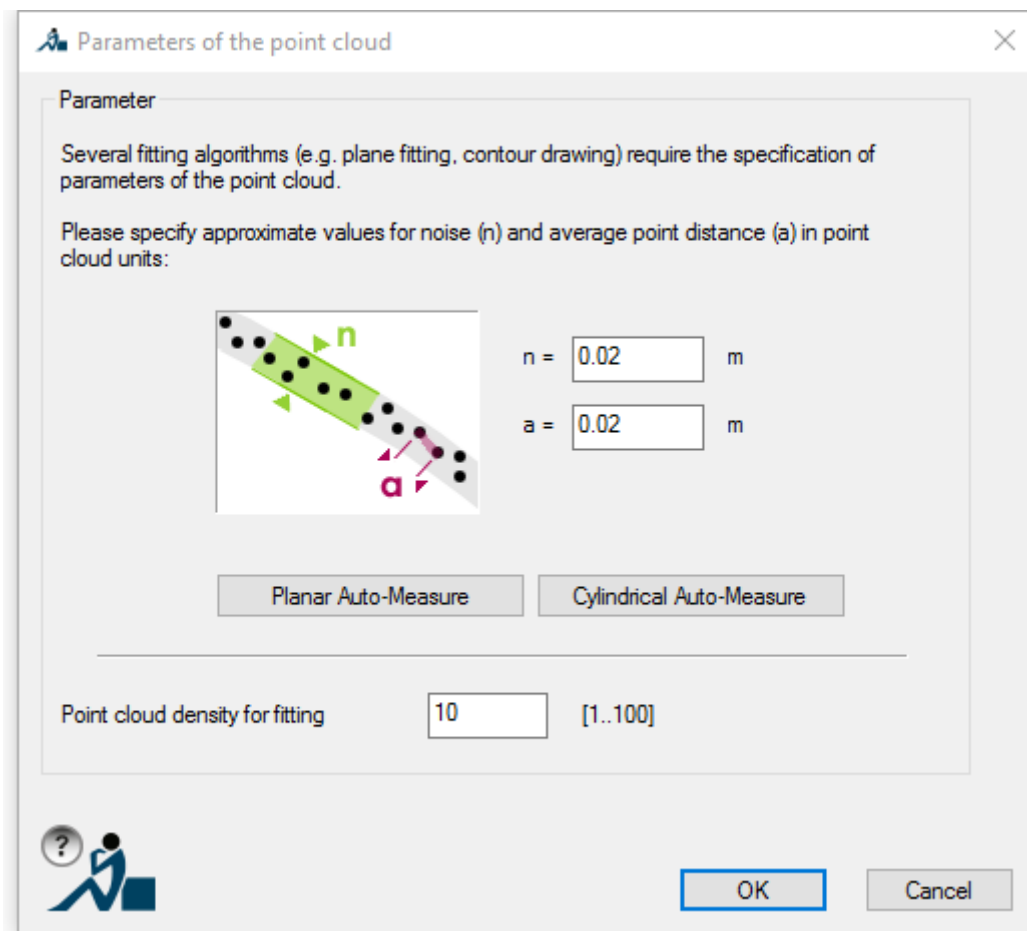 Parameters of the point cloud
Parameter
Several fitting algorithms (e.g. plane fitting, contour drawing) require the specification of
parameters of the point cloud.
Please specify approximate values for noise (n) and average point distance (a) in point
cloud units:
n
a
n = 0.02 m
a = 0.02 m
Planar Auto-Measure Cylindrical Auto-Measure
Point cloud density for fitting 10 [1..100]
?
OK Cancel